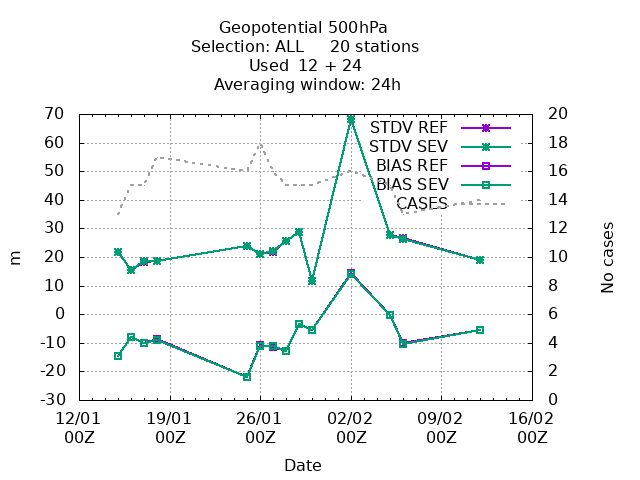 Geopotential 500hPa
Selection: ALL 20 stations
Used 12 + 24
Averaging window: 24h
70 20
60 18
50 16
40 14
30 12
20 10
10 8
0 6
-10 4
-20 2
-30 0
STDV REF
STDV SEV
BIAS REF
BIAS SEV
CASES
m
No cases
12/01 19/01 26/01 02/02 09/02 16/02
00Z 00Z 00Z 00Z 00Z 00Z
Date